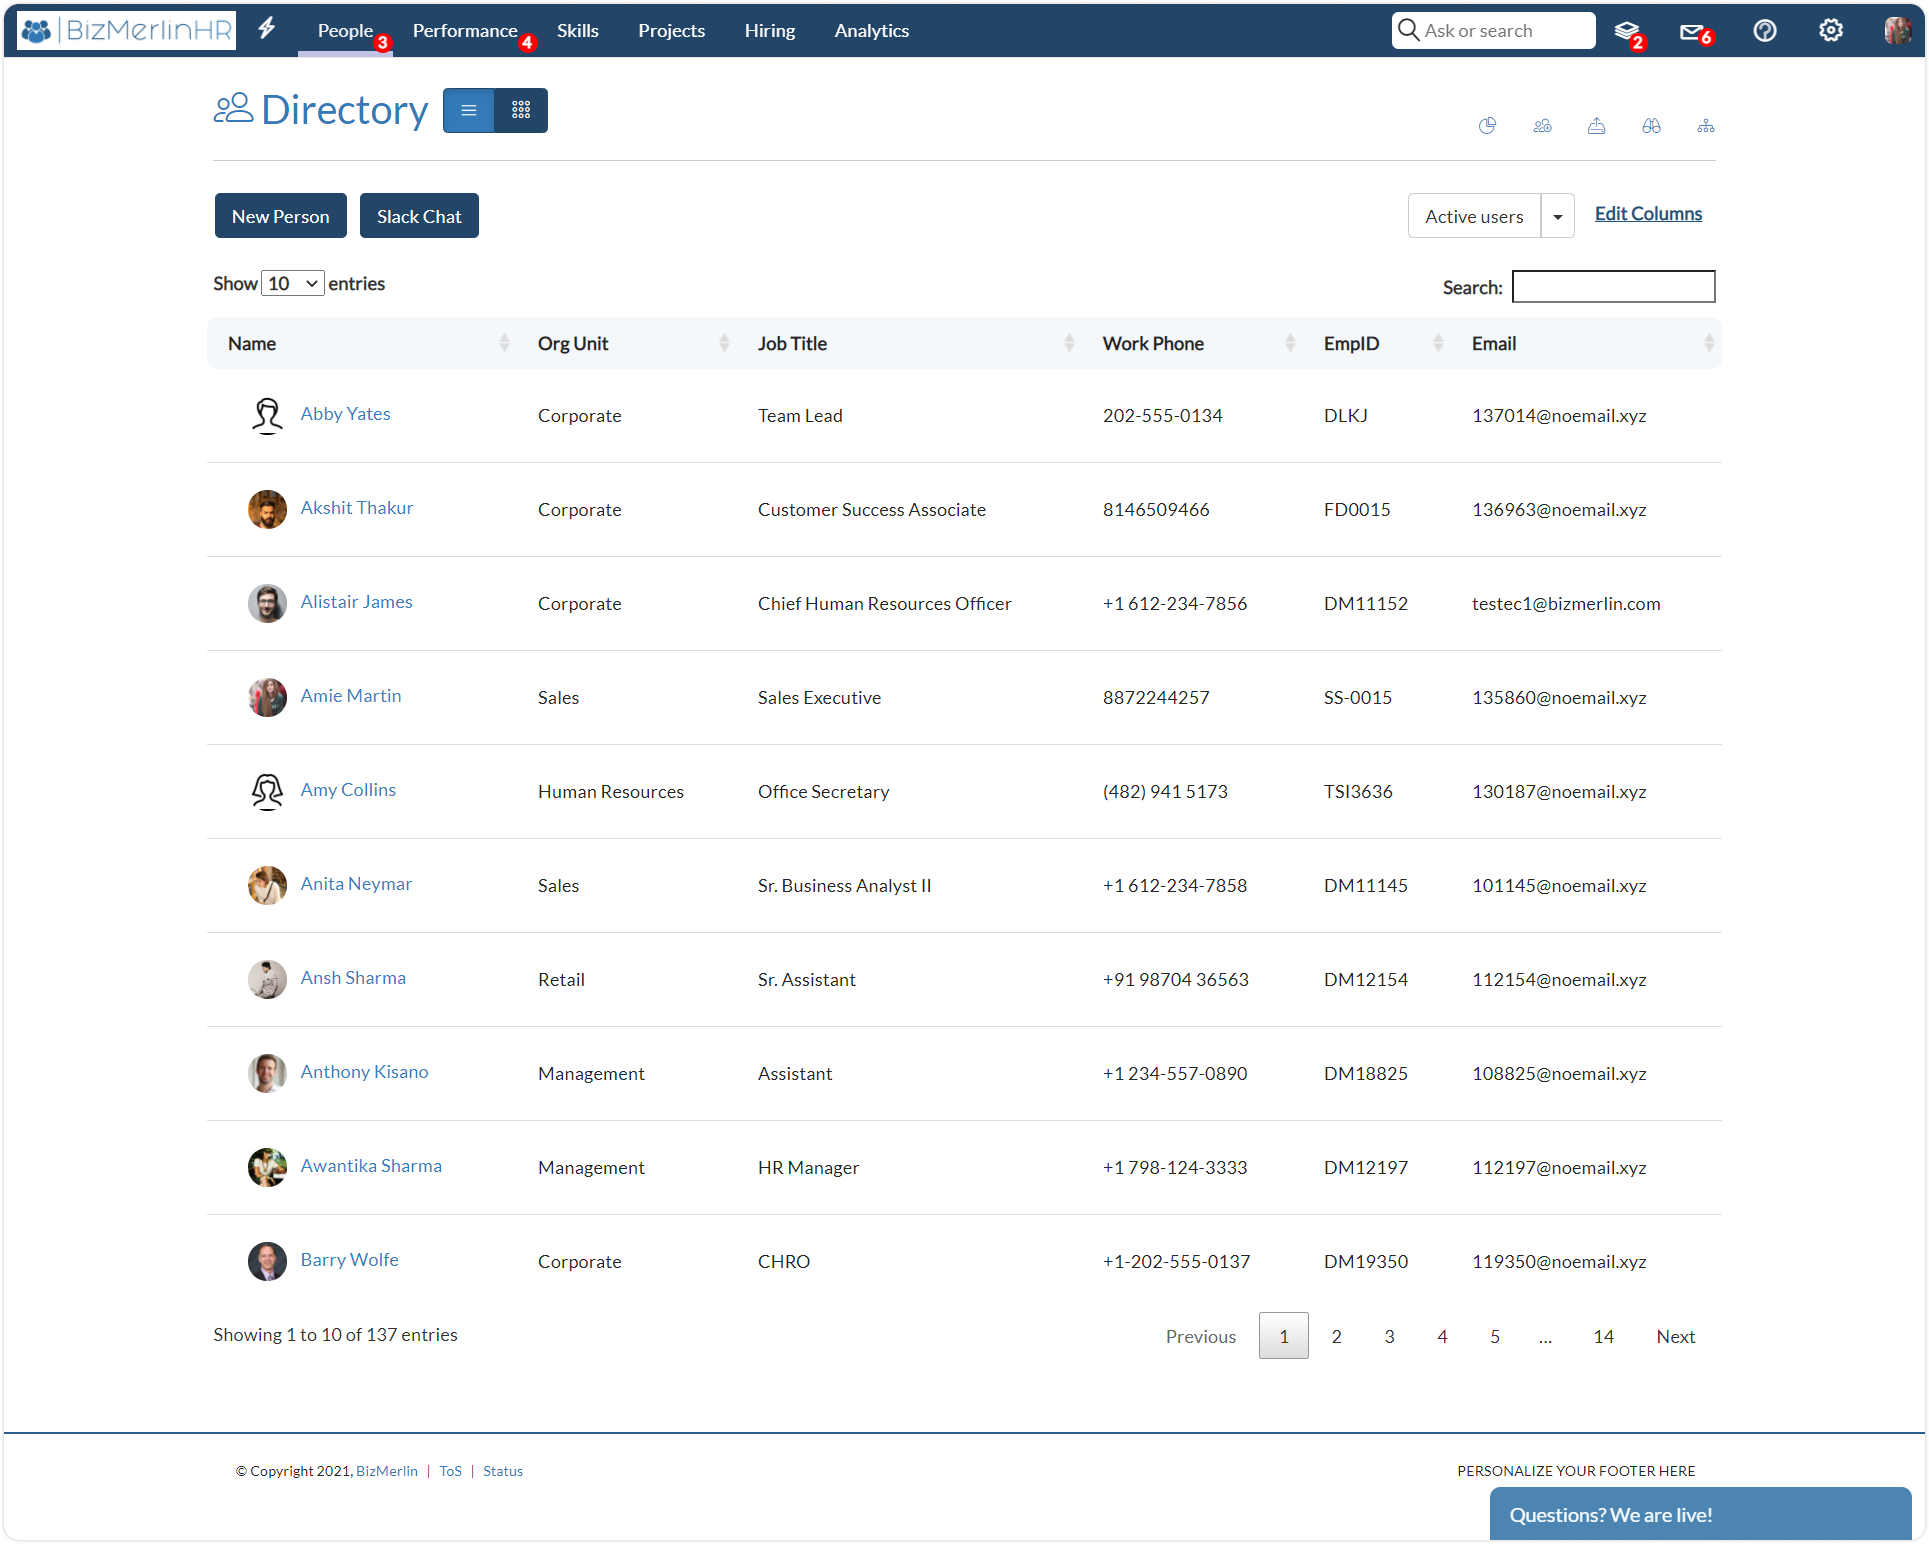 BizMerlinHR People 3 Performance 4 Skills Projects Hiring Analytics Ask or search 2 6
Directory
New Person Slack Chat Active users Edit Columns
Show 10 entries Search:
Name Org Unit Job Title Work Phone EmpID Email
Abby Yates Corporate Team Lead 202-555-0134 DLKJ 137014@noemail.xyz
Akshit Thakur Corporate Customer Success Associate 8146509466 FD0015 136963@noemail.xyz
Alistair James Corporate Chief Human Resources Officer +1 612-234-7856 DM11152 testec1@bizmerlin.com
Amie Martin Sales Sales Executive 8872244257 SS-0015 135860@noemail.xyz
Amy Collins Human Resources Office Secretary (482) 941 5173 TSI3636 130187@noemail.xyz
Anita Neymar Sales Sr. Business Analyst II +1 612-234-7858 DM11145 101145@noemail.xyz
Ansh Sharma Retail Sr. Assistant +91 98704 36563 DM12154 112154@noemail.xyz
Anthony Kisano Management Assistant +1 234-557-0890 DM18825 108825@noemail.xyz
Awantika Sharma Management HR Manager +1 798-124-3333 DM12197 112197@noemail.xyz
Barry Wolfe Corporate CHRO +1-202-555-0137 DM19350 119350@noemail.xyz
Showing 1 to 10 of 137 entries Previous 1 2 3 4 5 ... 14 Next
© Copyright 2021, BizMerlin | ToS | Status PERSONALIZE YOUR FOOTER HERE
Questions? We are live!